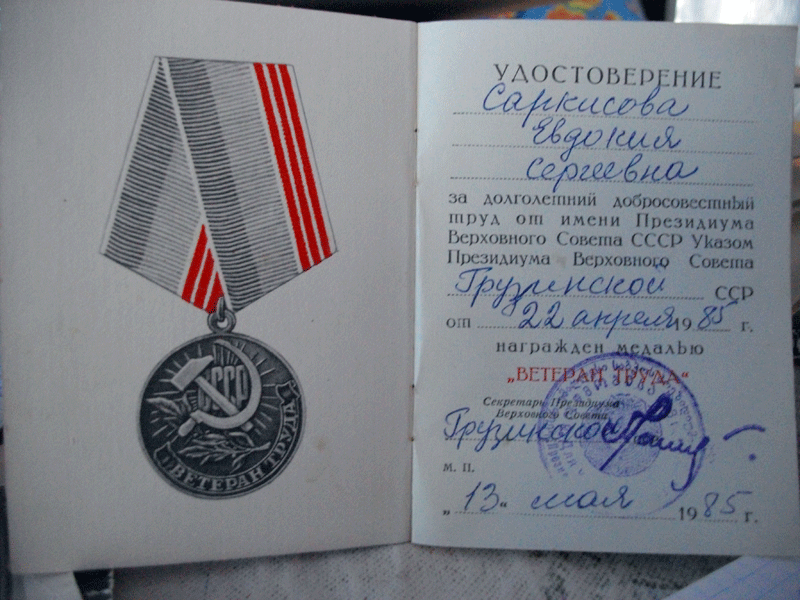 СССР
ВЕТЕРАН ТРУДА
УДОСТОВЕРЕНИЕ
Саркисова
Евдокия
Сергеевна
за долголетний добросовестный
труд от имени Президиума
Верховного Совета СССР Указом
Президиума Верховного Совета
Грузинской ССР
от 22 апреля 1985 г.
награжден медалью
„ВЕТЕРАН ТРУДА“
Секретарь Президиума
Верховного Совета
Грузинской
М. П.
„13“ мая 1985 г.